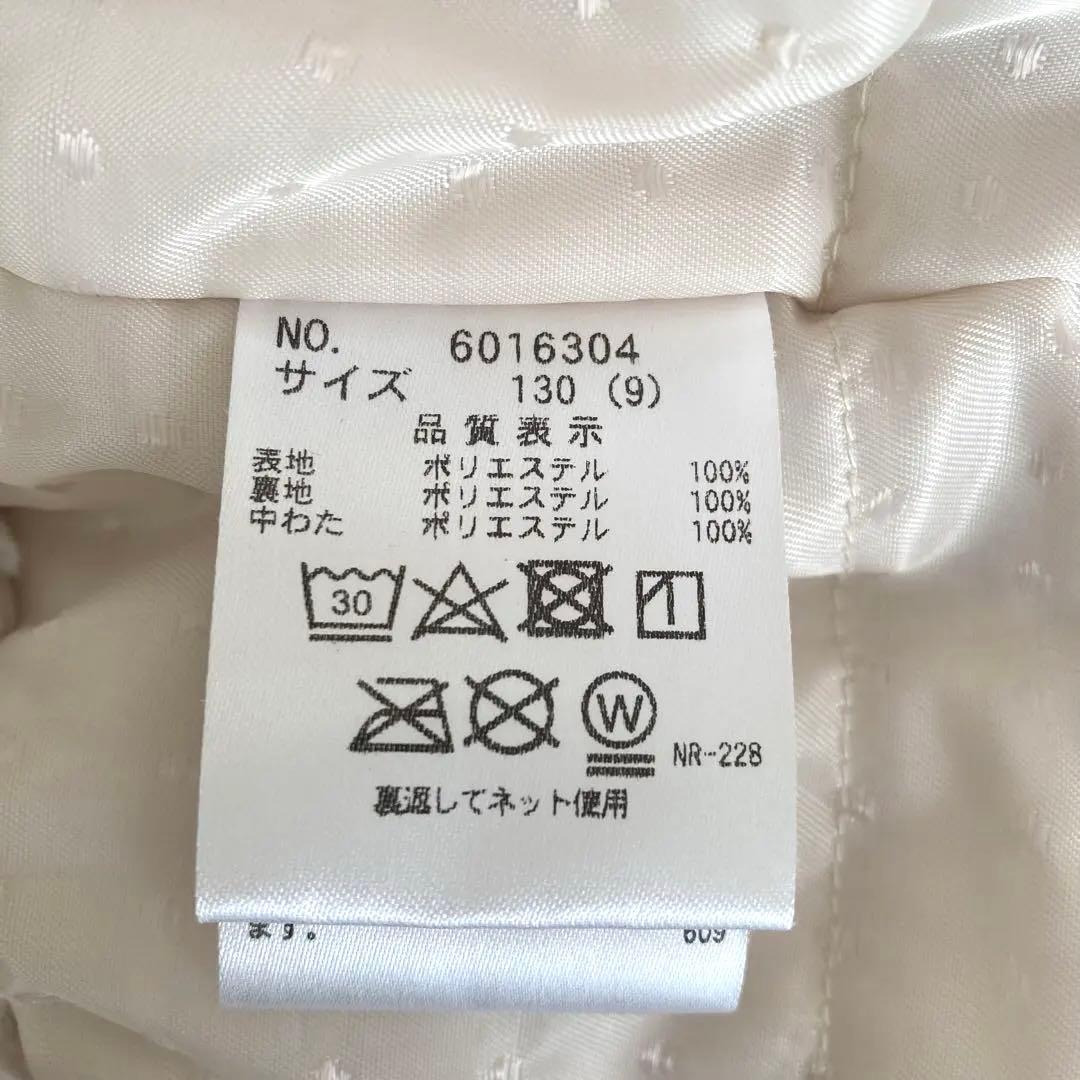 NO. 6016304
サイズ 130 (9)
品質表示
表地 ポリエステル 100%
裏地 ポリエステル 100%
中わた ポリエステル 100%
30
W NR-228
裏返してネット使用
ます。 609